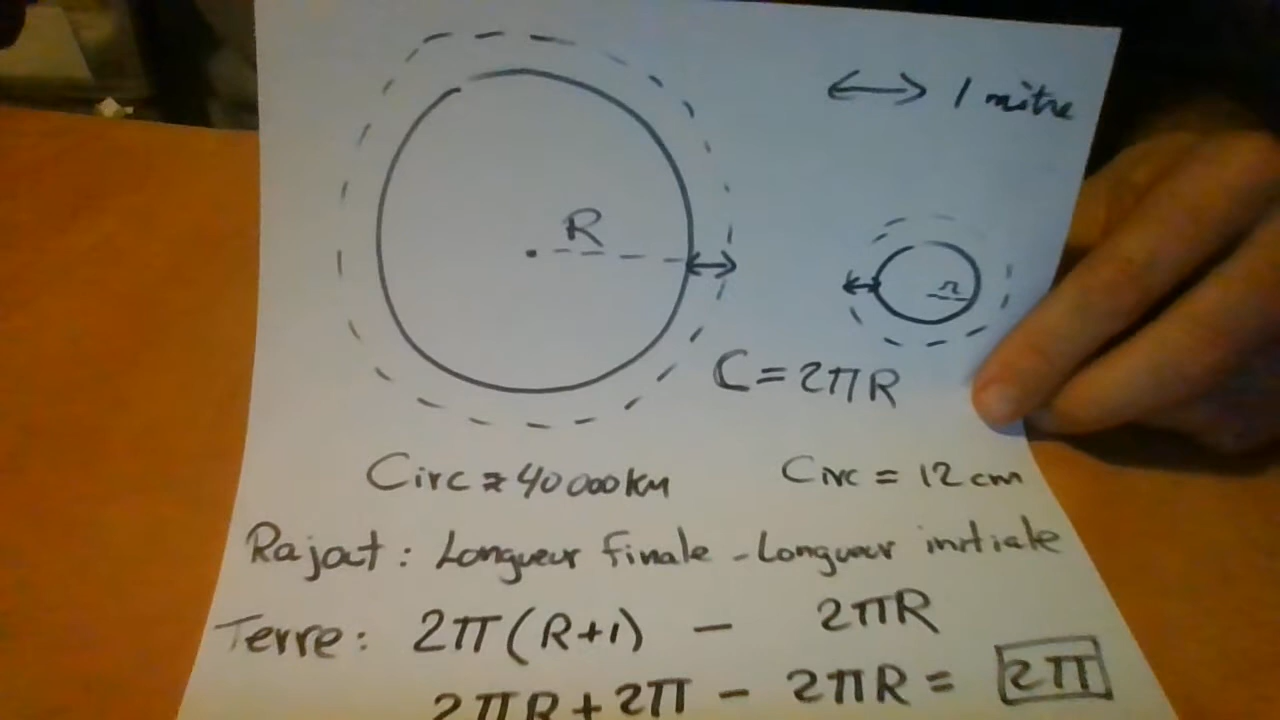 1 mètre
R
r
C=2πR
Circ ≈ 40 000 km
Circ = 12 cm
Rajout : Longueur finale - Longueur initiale
Terre : 2π(R+1) - 2πR
2πR + 2π - 2πR = 2π